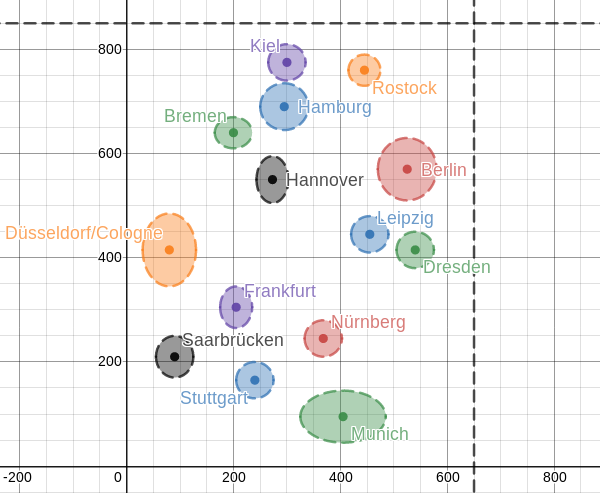 800
Kiel
Rostock
Bremen
Hamburg
600
Hannover
Berlin
Leipzig
Düsseldorf/Cologne
400
Dresden
Frankfurt
Nürnberg
Saarbrücken
200
Stuttgart
Munich
-200 0 200 400 600 800